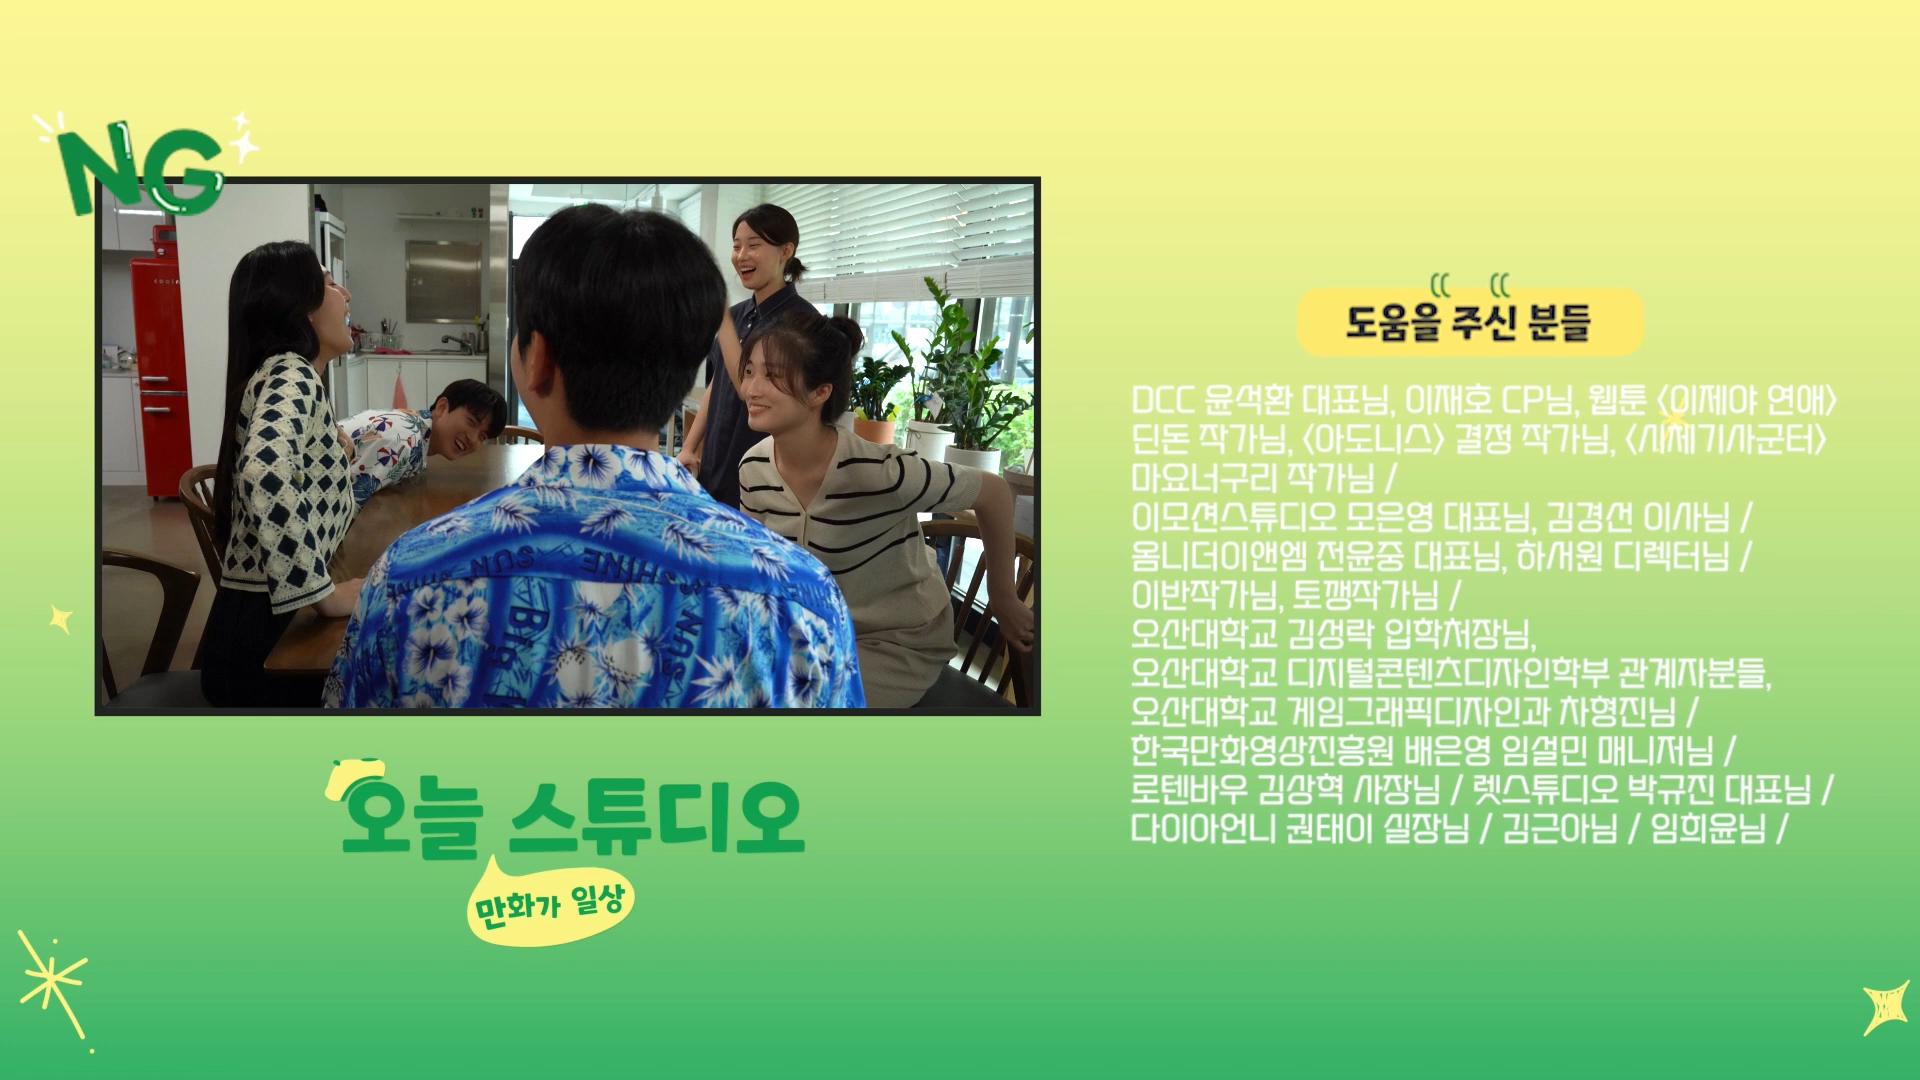 NG
cooin
SUN SHINE
BIG
SUN
오늘 스튜디오
만화가 일상
도움을 주신 분들
DCC 윤석환 대표님, 이재호 CP님, 웹툰 〈이제야 연애〉
딘돈 작가님, 〈아도니스〉 결정 작가님, 〈사제기사군터〉
마요너구리 작가님 /
이모션스튜디오 모은영 대표님, 김경선 이사님 /
옴니더이앤엠 전윤중 대표님, 하서원 디렉터님 /
이반작가님, 토깽작가님 /
오산대학교 김성락 입학처장님,
오산대학교 디지털콘텐츠디자인학부 관계자분들,
오산대학교 게임그래픽디자인과 차형진님 /
한국만화영상진흥원 배은영 임설민 매니저님 /
로텐바우 김상혁 사장님 / 렛스튜디오 박규진 대표님 /
다이아언니 권태이 실장님 / 김근아님 / 임희윤님 /